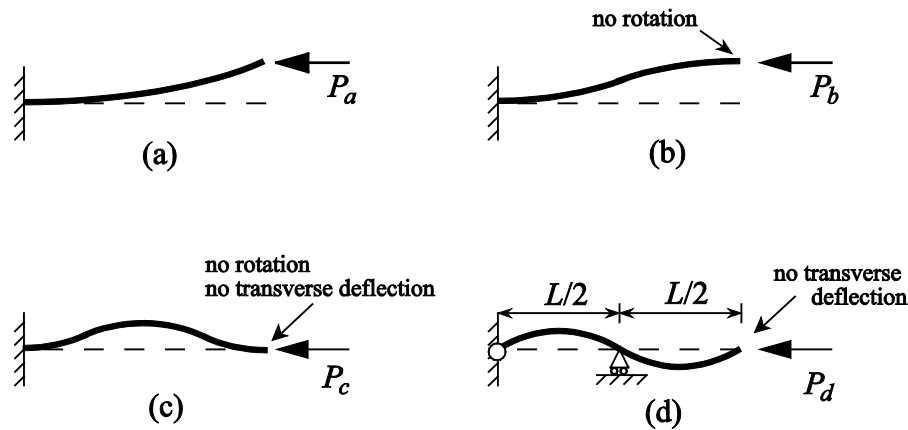 no rotation
P_a
P_b
(a)
(b)
no rotation
no transverse deflection
L/2
L/2
no transverse
deflection
P_c
P_d
(c)
(d)